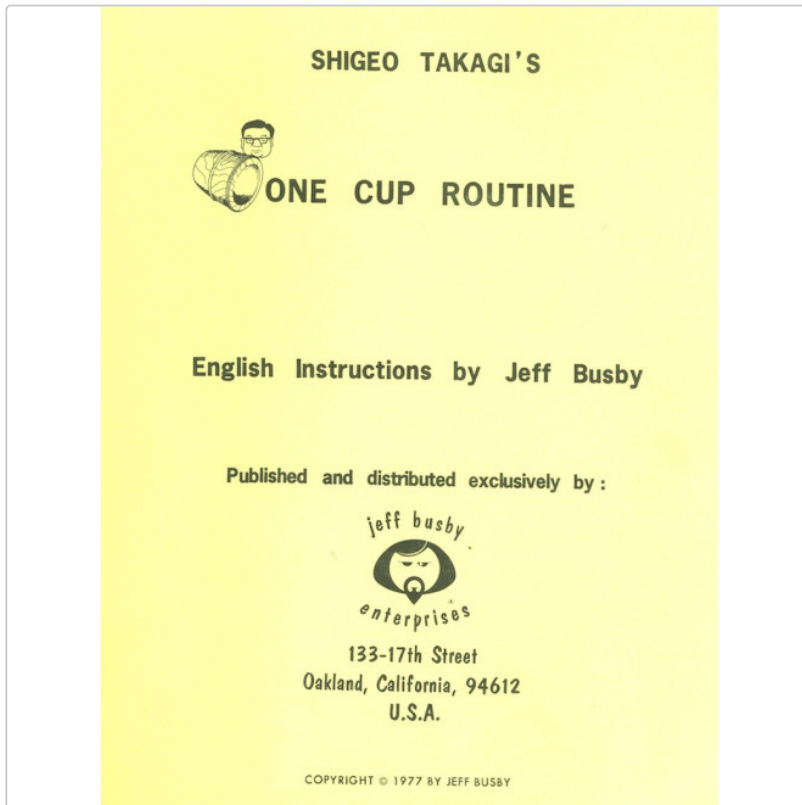 SHIGEO TAKAGI'S
ONE CUP ROUTINE
English Instructions by Jeff Busby
Published and distributed exclusively by :
jeff busby
enterprises
133-17th Street
Oakland, California, 94612
U.S.A.
COPYRIGHT © 1977 BY JEFF BUSBY